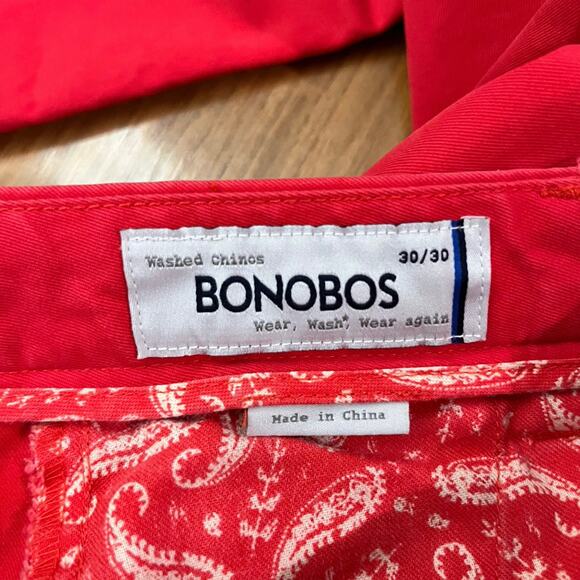 Washed Chinos 30/30
BONOBOS
Wear, Wash*, Wear again
Made in China